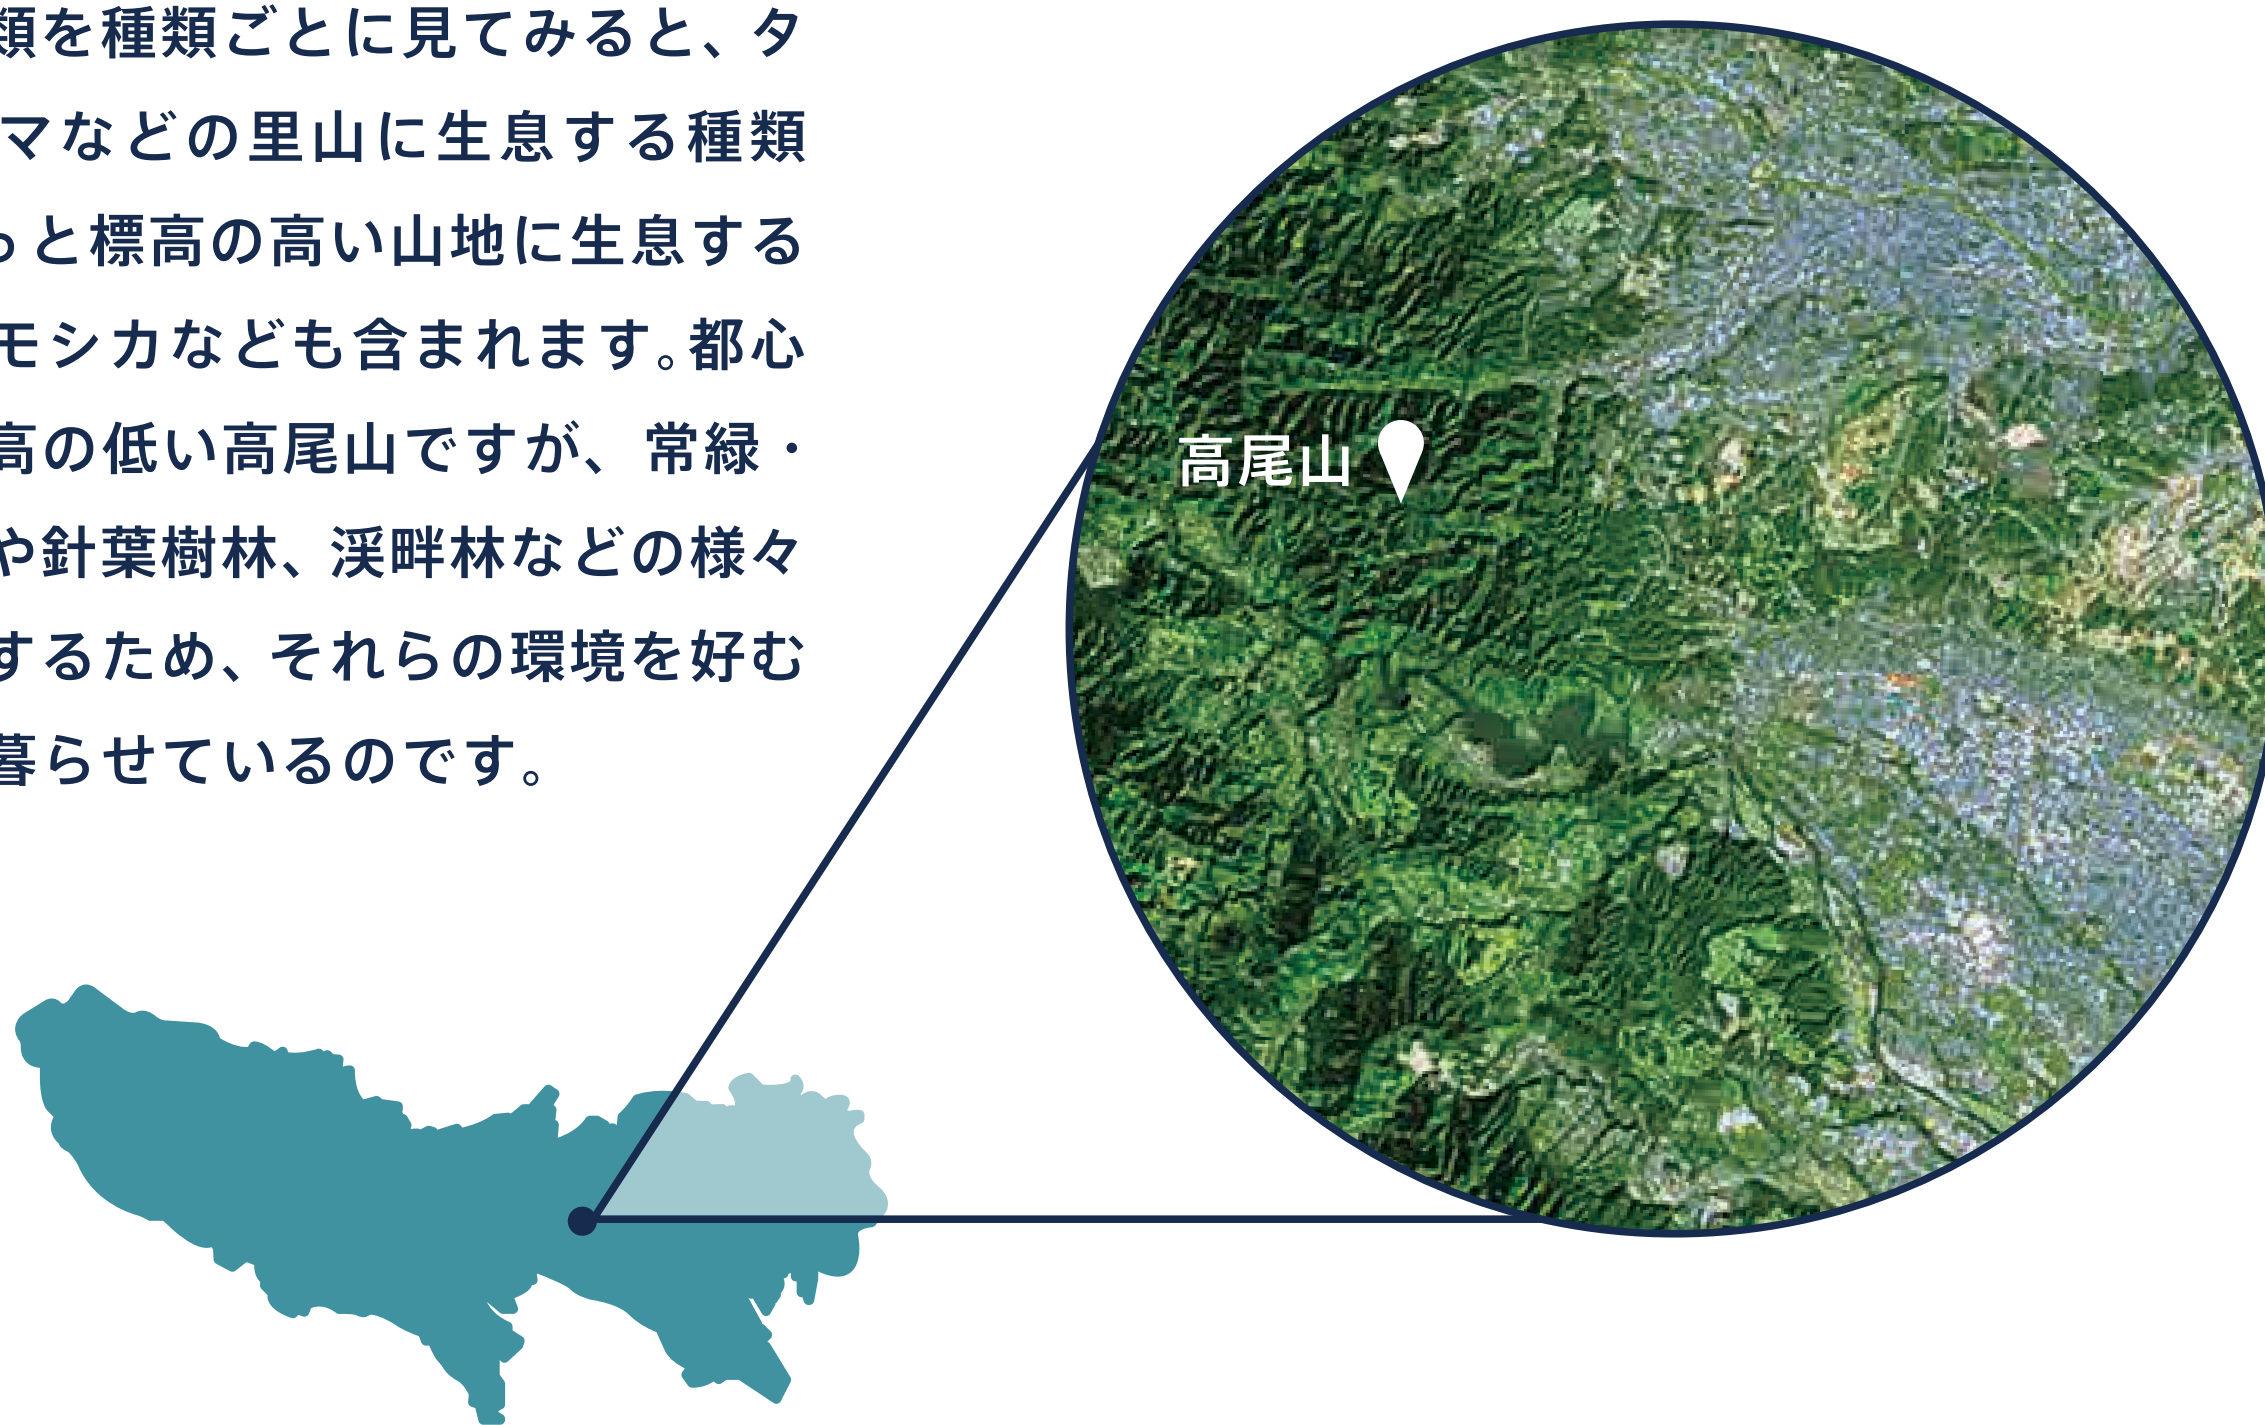 類を種類ごとに見てみると、タ
マなどの里山に生息する種類
っと標高の高い山地に生息する
モシカなども含まれます。都心
高の低い高尾山ですが、常緑・
や針葉樹林、渓畔林などの様々
するため、それらの環境を好む
暮らせているのです。
高尾山